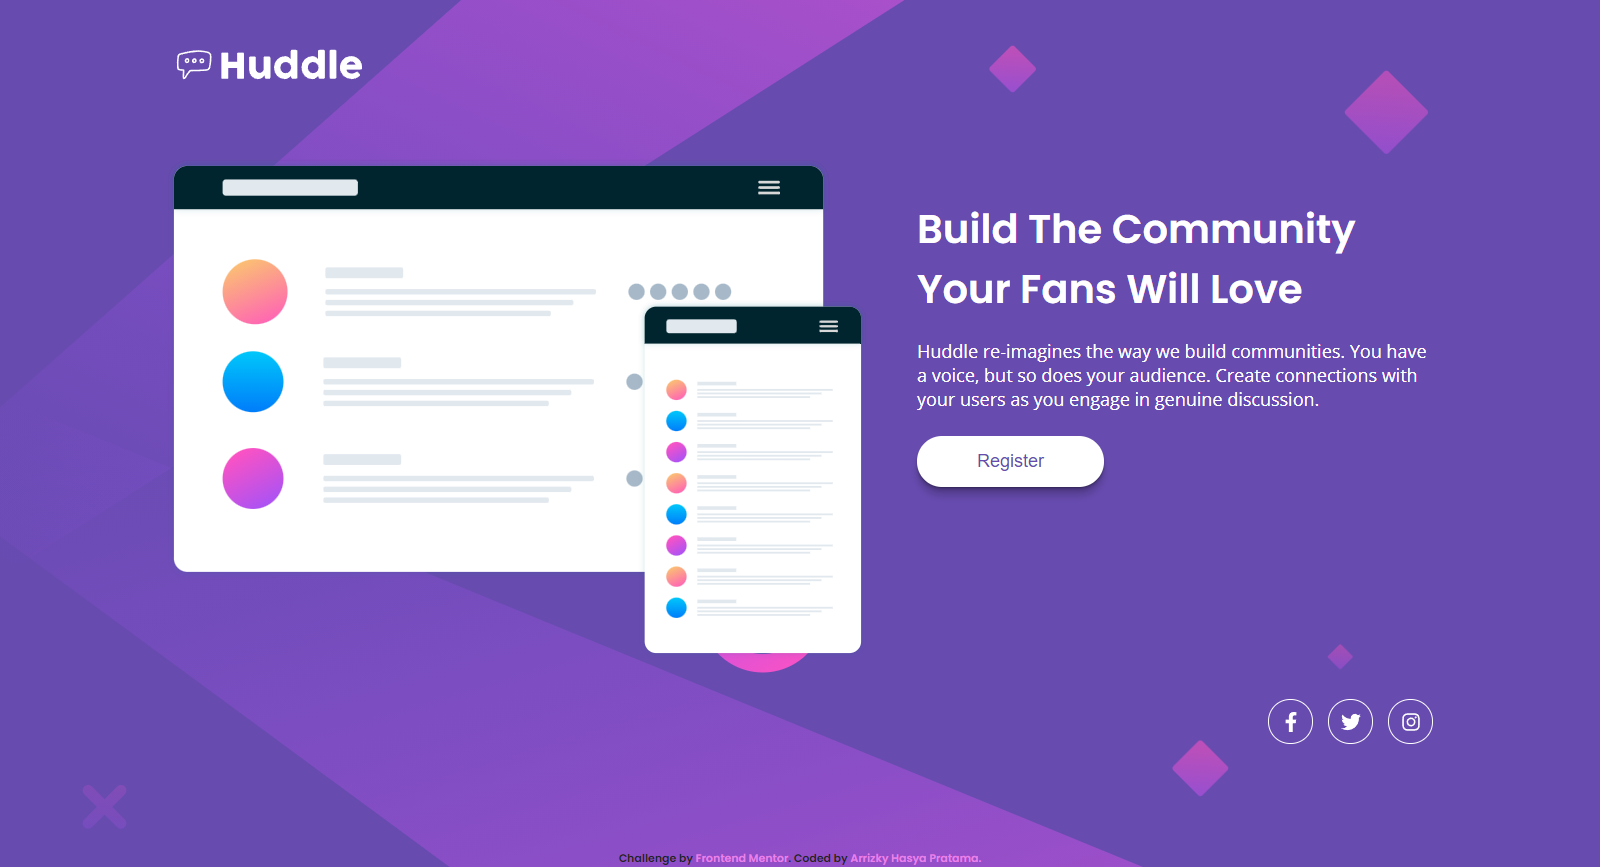 Huddle
Build The Community
Your Fans Will Love
Huddle re-imagines the way we build communities. You have
a voice, but so does your audience. Create connections with
your users as you engage in genuine discussion.
Register
Challenge by Frontend Mentor. Coded by Arrizky Hasya Pratama.